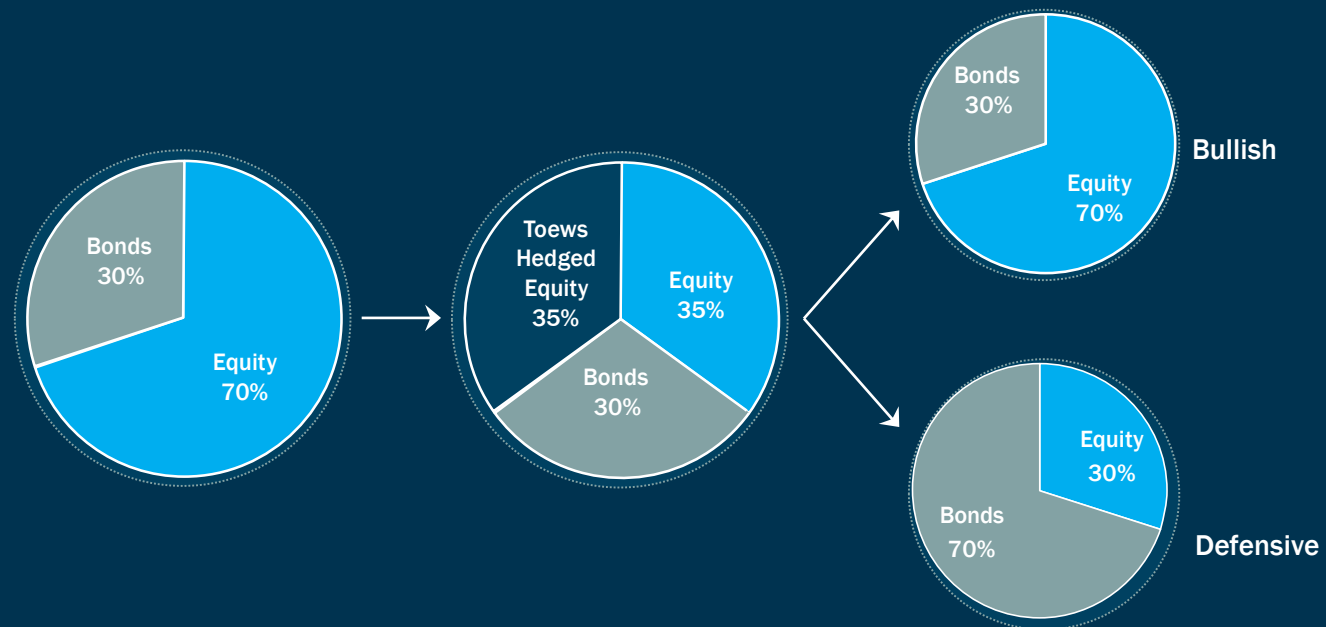 Bonds
30%
Equity
70%
Toews
Hedged
Equity
35%
Equity
35%
Bonds
30%
Bonds
30%
Equity
70%
Bullish
Equity
30%
Bonds
70%
Defensive